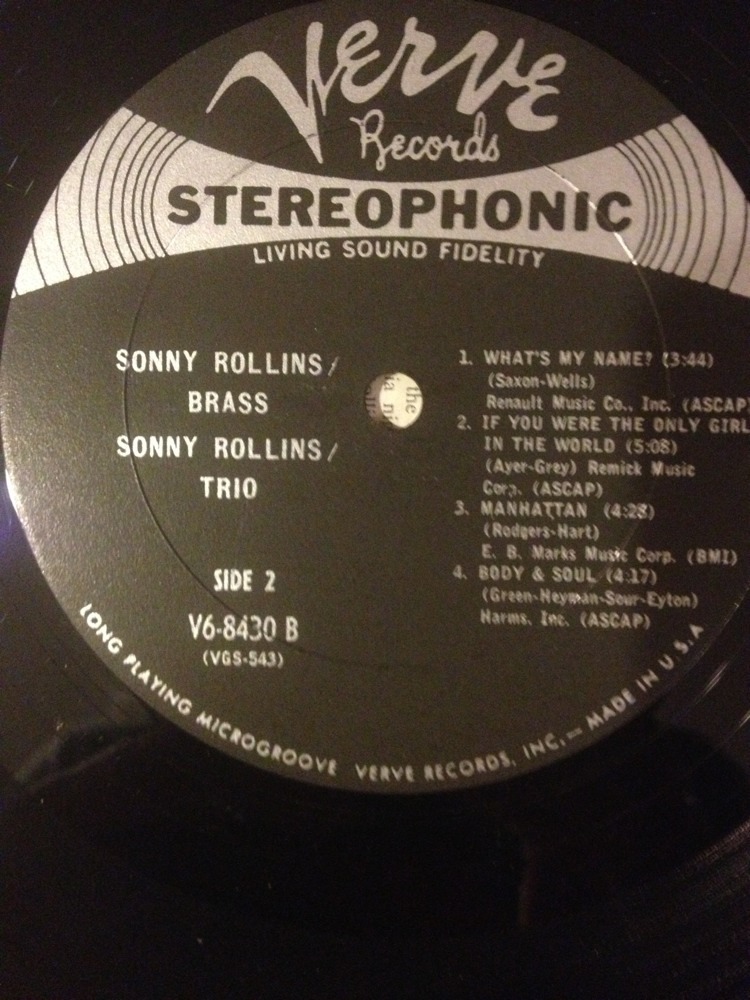 Verve
Records
STEREOPHONIC
LIVING SOUND FIDELITY
SONNY ROLLINS/
BRASS
SONNY ROLLINS/
TRIO
SIDE 2
V6-8430 B
(VGS-543)
1. WHAT'S MY NAME? (3:44)
(Saxon-Wells)
Renault Music Co., Inc. (ASCAP)
2. IF YOU WERE THE ONLY GIRL
IN THE WORLD (5:08)
(Ayer-Grey) Remick Music
Corp. (ASCAP)
3. MANHATTAN (4:28)
(Rodgers-Hart)
E. B. Marks Music Corp. (BMI)
4. BODY & SOUL (4:17)
(Green-Heyman-Sour-Eyton)
Harms, Inc. (ASCAP)
LONG PLAYING MICROGROOVE VERVE RECORDS, INC. — MADE IN U.S.A
the